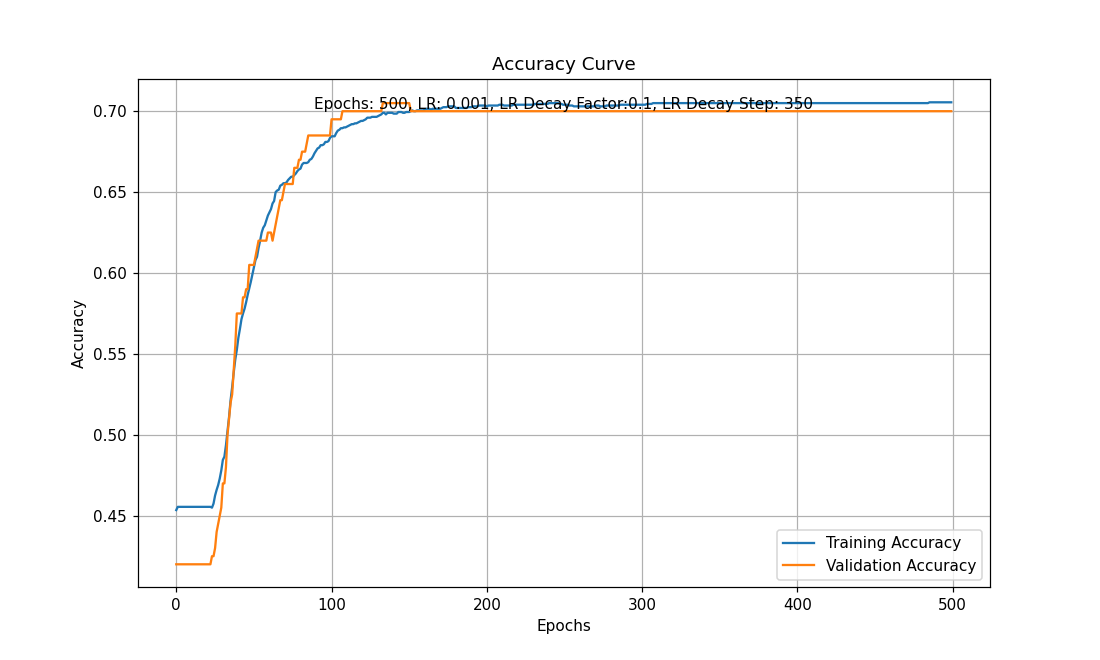 Accuracy Curve
Epochs: 500, LR: 0.001, LR Decay Factor:0.1, LR Decay Step: 350
0.70
0.65
0.60
0.55
0.50
0.45
Accuracy
Training Accuracy
Validation Accuracy
0 100 200 300 400 500
Epochs